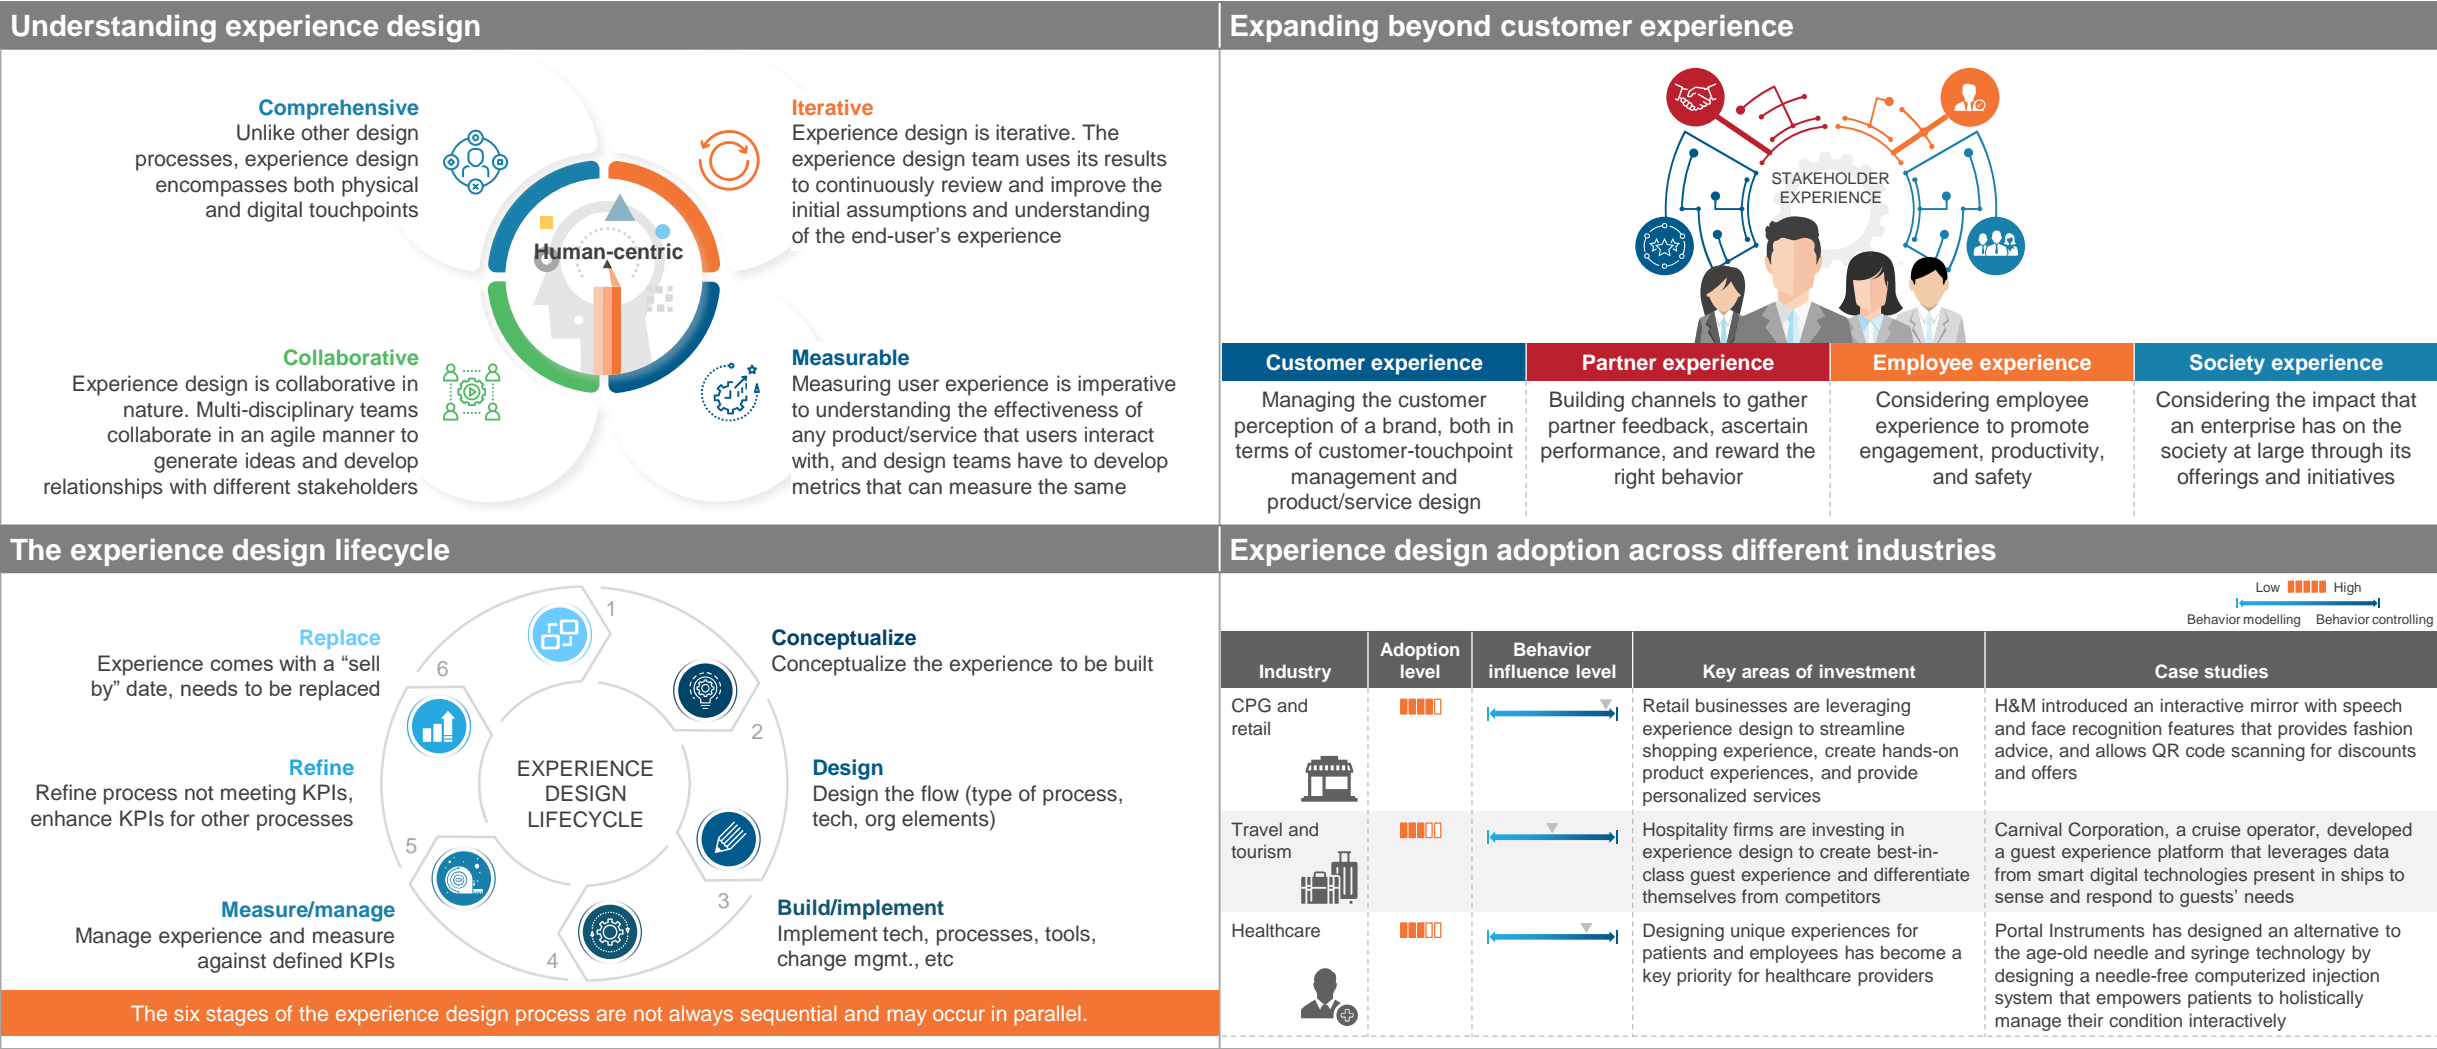 Understanding experience design
Comprehensive
Unlike other design
processes, experience design
encompasses both physical
and digital touchpoints
Iterative
Experience design is iterative. The
experience design team uses its results
to continuously review and improve the
initial assumptions and understanding
of the end-user's experience
Human-centric
Collaborative
Experience design is collaborative in
nature. Multi-disciplinary teams
collaborate in an agile manner to
generate ideas and develop
relationships with different stakeholders
Measurable
Measuring user experience is imperative
to understanding the effectiveness of
any product/service that users interact
with, and design teams have to develop
metrics that can measure the same
Expanding beyond customer experience
STAKEHOLDER
EXPERIENCE
Customer experience
Managing the customer
perception of a brand, both in
terms of customer-touchpoint
management and
product/service design
Partner experience
Building channels to gather
partner feedback, ascertain
performance, and reward the
right behavior
Employee experience
Considering employee
experience to promote
engagement, productivity,
and safety
Society experience
Considering the impact that
an enterprise has on the
society at large through its
offerings and initiatives
The experience design lifecycle
EXPERIENCE
DESIGN
LIFECYCLE
1
Conceptualize
Conceptualize the experience to be built
2
Design
Design the flow (type of process,
tech, org elements)
3
Build/implement
Implement tech, processes, tools,
change mgmt., etc
4
Measure/manage
Manage experience and measure
against defined KPIs
5
Refine
Refine process not meeting KPIs,
enhance KPIs for other processes
6
Replace
Experience comes with a “sell
by” date, needs to be replaced
The six stages of the experience design process are not always sequential and may occur in parallel.
Experience design adoption across different industries
Low High
Behavior modelling Behavior controlling
Industry
Adoption
level
Behavior
influence level
Key areas of investment
Case studies
CPG and
retail
Retail businesses are leveraging
experience design to streamline
shopping experience, create hands-on
product experiences, and provide
personalized services
H&M introduced an interactive mirror with speech
and face recognition features that provides fashion
advice, and allows QR code scanning for discounts
and offers
Travel and
tourism
Hospitality firms are investing in
experience design to create best-in-
class guest experience and differentiate
themselves from competitors
Carnival Corporation, a cruise operator, developed
a guest experience platform that leverages data
from smart digital technologies present in ships to
sense and respond to guests' needs
Healthcare
Designing unique experiences for
patients and employees has become a
key priority for healthcare providers
Portal Instruments has designed an alternative to
the age-old needle and syringe technology by
designing a needle-free computerized injection
system that empowers patients to holistically
manage their condition interactively